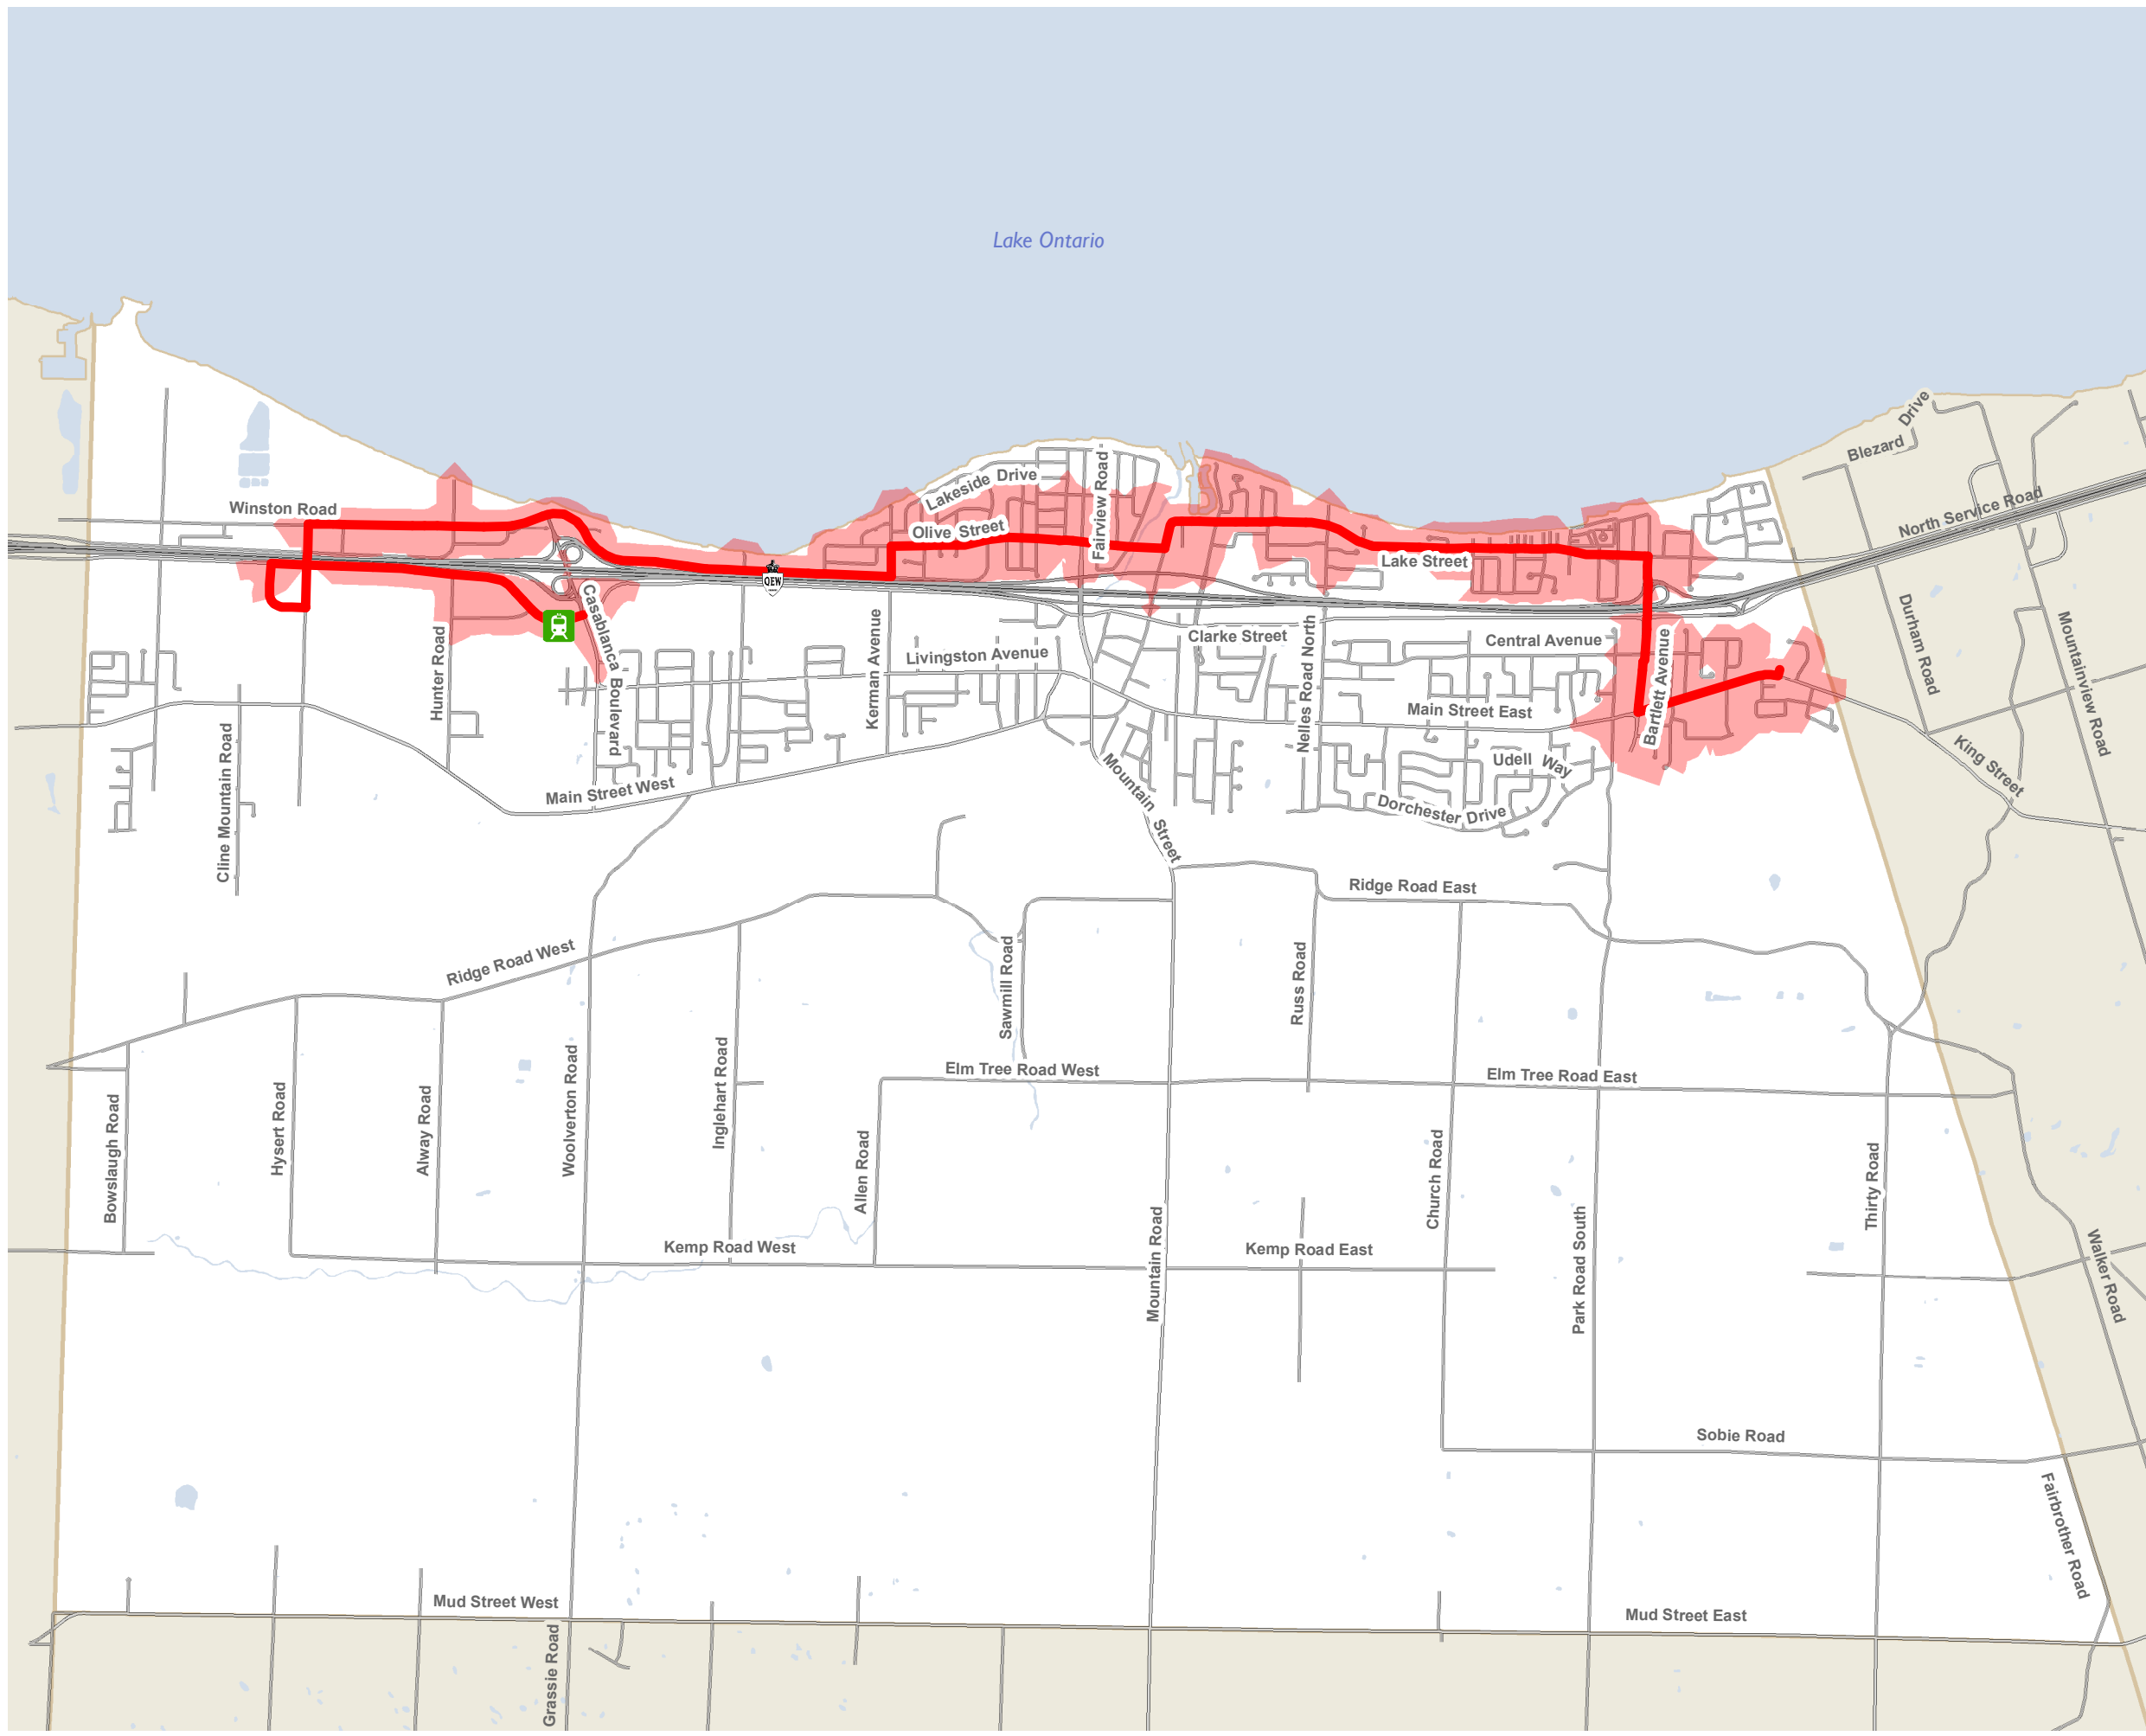 Lake Ontario
Blezard Drive
Winston Road
Lakeside Drive
Fairview Road
Olive Street
North Service Road
Lake Street
QEW
Casablanca Boulevard
Hunter Road
Kerman Avenue
Livingston Avenue
Clarke Street
Nelles Road North
Central Avenue
Bartlett Avenue
Durham Road
Mountainview Road
Main Street East
Cline Mountain Road
Main Street West
Mountain Street
Udell Way
Dorchester Drive
King Street
Ridge Road East
Ridge Road West
Sawmill Road
Russ Road
Elm Tree Road West
Elm Tree Road East
Bowslaugh Road
Hysert Road
Alway Road
Woolverton Road
Inglehart Road
Allen Road
Church Road
Thirty Road
Mountain Road
Park Road South
Kemp Road West
Kemp Road East
Walker Road
Sobie Road
Fairbrother Road
Mud Street West
Mud Street East
Grassie Road